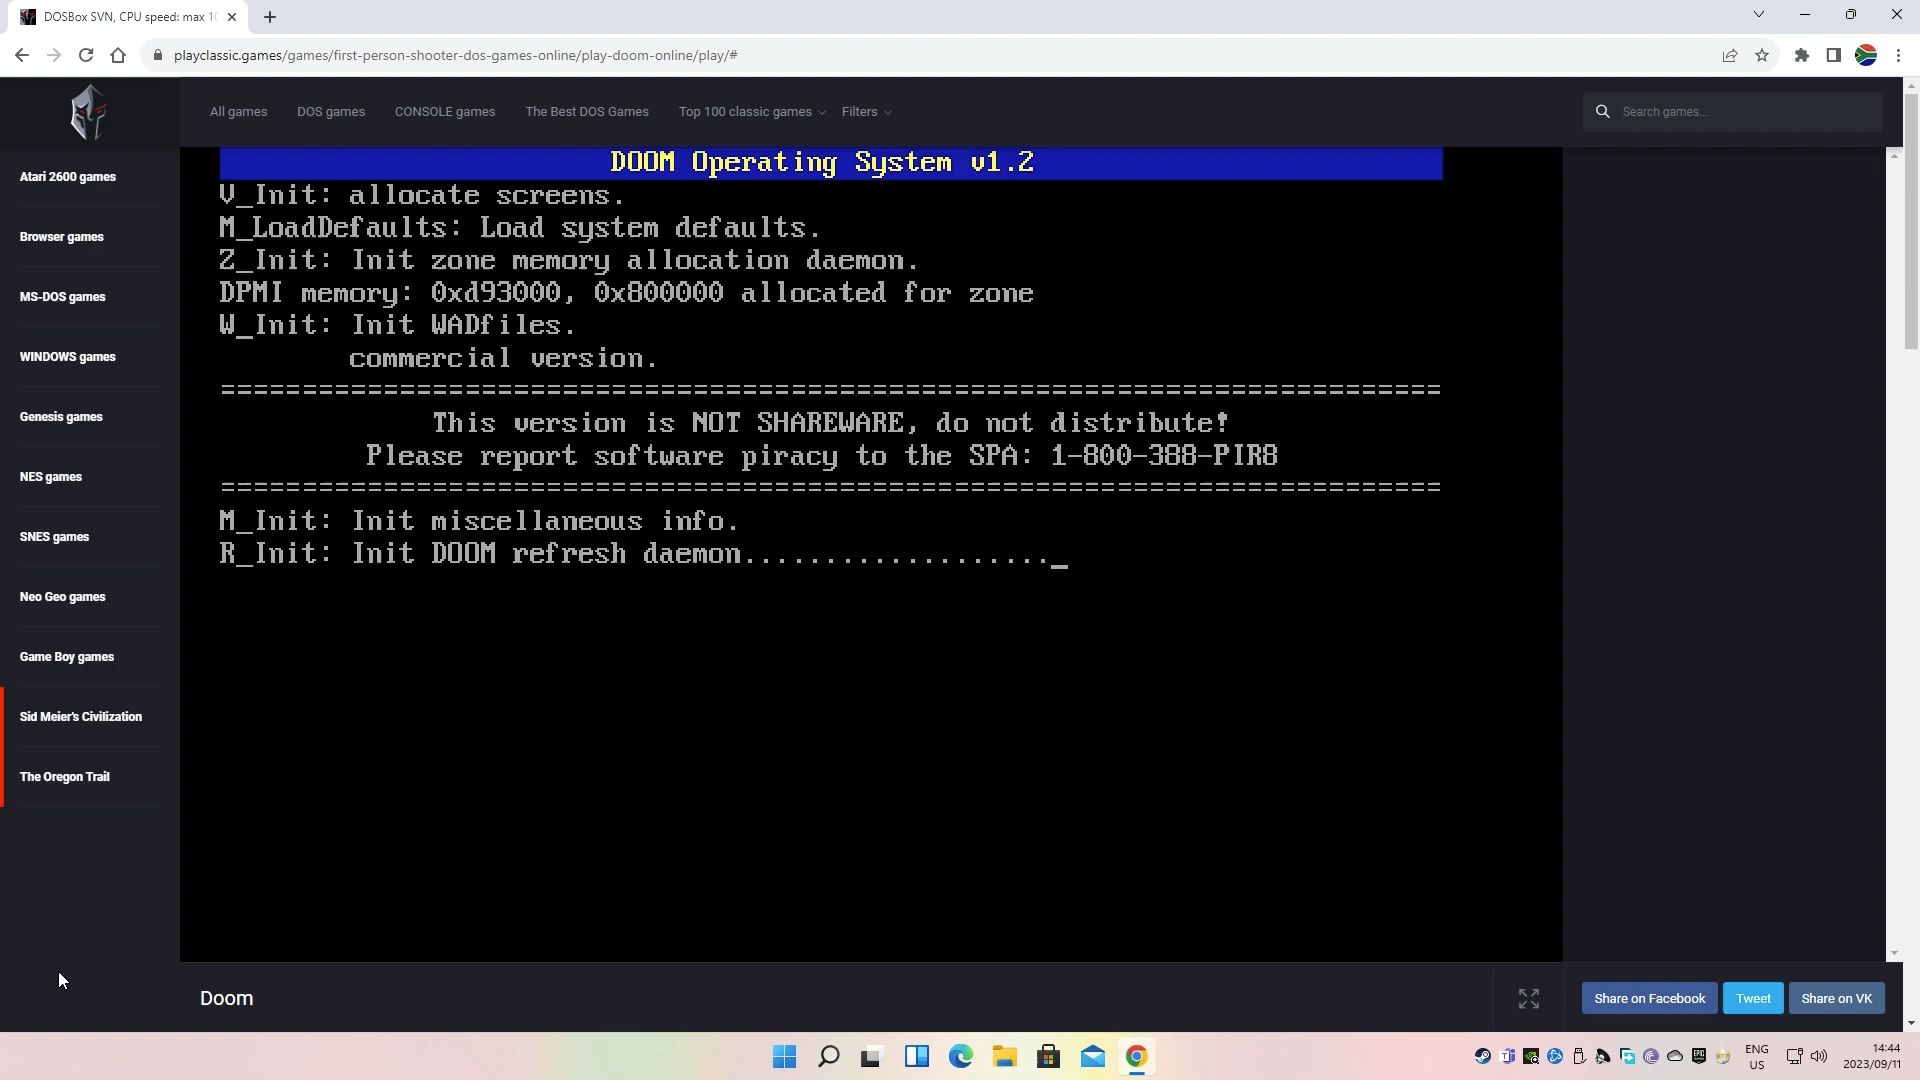 DOSBox SVN, CPU speed: max 10
playclassic.games/games/first-person-shooter-dos-games-online/play-doom-online/play/#
All games
DOS games
CONSOLE games
The Best DOS Games
Top 100 classic games
Filters
Search games...
Atari 2600 games
Browser games
MS-DOS games
WINDOWS games
Genesis games
NES games
SNES games
Neo Geo games
Game Boy games
Sid Meier's Civilization
The Oregon Trail
DOOM Operating System v1.2
V_Init: allocate screens.
M_LoadDefaults: Load system defaults.
Z_Init: Init zone memory allocation daemon.
DPMI memory: 0xd93000, 0x800000 allocated for zone
W_Init: Init WADfiles.
commercial version.
===========================================================================
This version is NOT SHAREWARE, do not distribute!
Please report software piracy to the SPA: 1-800-388-PIR8
===========================================================================
M_Init: Init miscellaneous info.
R_Init: Init DOOM refresh daemon..................._
Doom
Share on Facebook
Tweet
Share on VK
ENG
US
14:44
2023/09/11